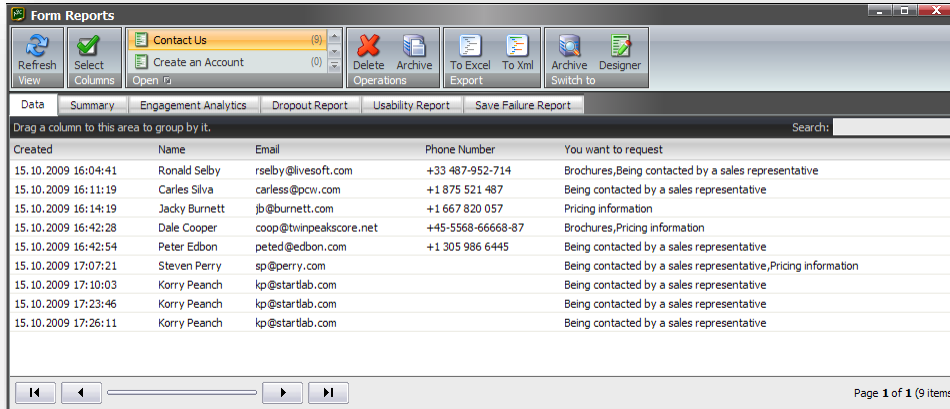 Form Reports
Refresh
View
Select
Columns
Contact Us (9)
Create an Account (0)
Open
Delete Archive
Operations
To Excel To Xml
Export
Archive Designer
Switch to
Data Summary Engagement Analytics Dropout Report Usability Report Save Failure Report
Drag a column to this area to group by it. Search:
Created Name Email Phone Number You want to request
15.10.2009 16:04:41 Ronald Selby rselby@livesoft.com +33 487-952-714 Brochures,Being contacted by a sales representative
15.10.2009 16:11:19 Carles Silva carless@pcw.com +1 875 521 487 Being contacted by a sales representative
15.10.2009 16:14:19 Jacky Burnett jb@burnett.com +1 667 820 057 Pricing information
15.10.2009 16:42:28 Dale Cooper coop@twinpeakscore.net +45-5568-66668-87 Brochures,Pricing information
15.10.2009 16:42:54 Peter Edbon peted@edbon.com +1 305 986 6445 Being contacted by a sales representative
15.10.2009 17:07:21 Steven Perry sp@perry.com Being contacted by a sales representative,Pricing information
15.10.2009 17:10:03 Korry Peanch kp@startlab.com Being contacted by a sales representative
15.10.2009 17:23:46 Korry Peanch kp@startlab.com Being contacted by a sales representative
15.10.2009 17:26:11 Korry Peanch kp@startlab.com Being contacted by a sales representative
Page 1 of 1 (9 items